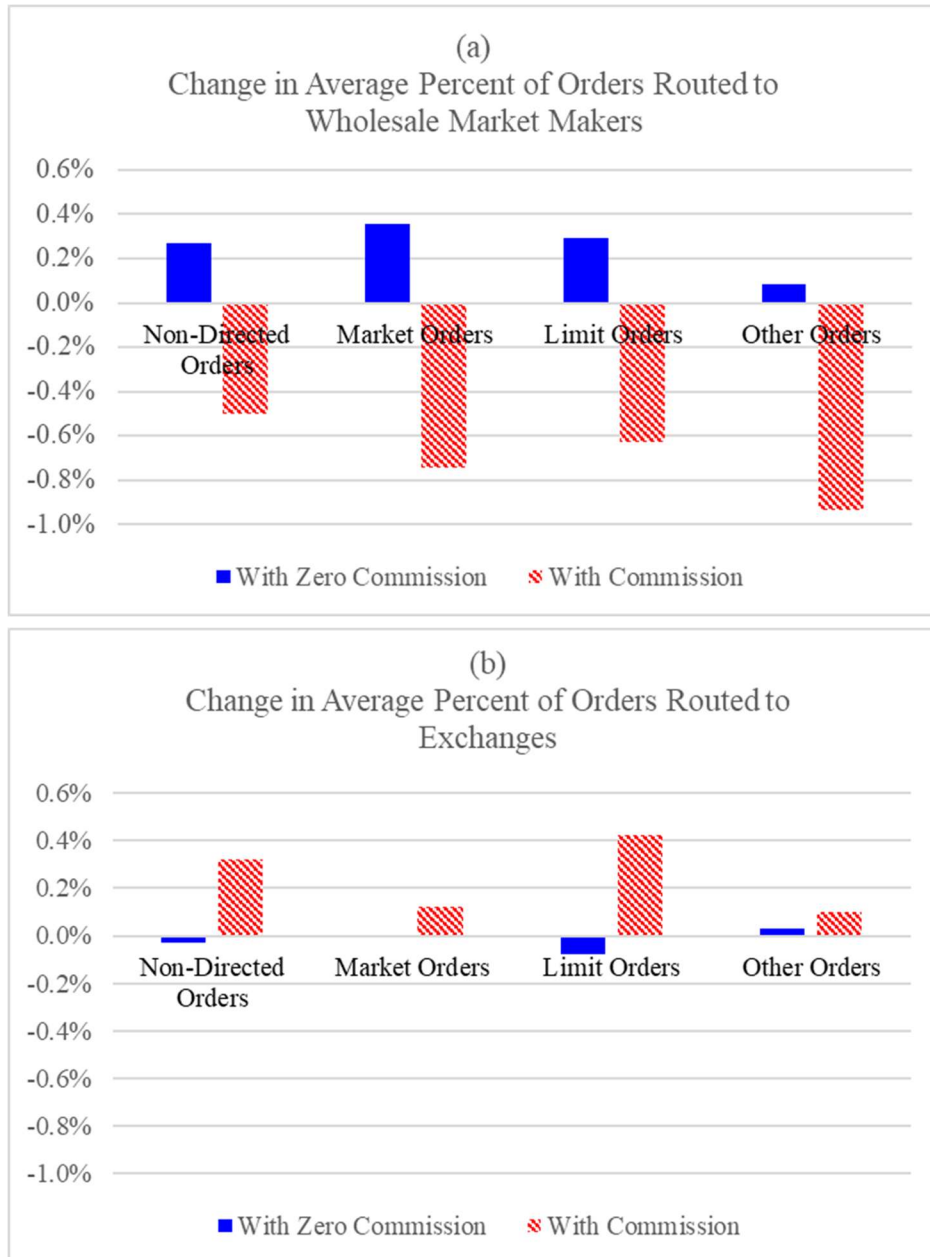 (a)
Change in Average Percent of Orders Routed to
Wholesale Market Makers
0.6%
0.4%
0.2%
0.0%
-0.2%
-0.4%
-0.6%
-0.8%
-1.0%
Non-Directed
Orders
Market Orders
Limit Orders
Other Orders
With Zero Commission
With Commission
(b)
Change in Average Percent of Orders Routed to
Exchanges
0.6%
0.4%
0.2%
0.0%
-0.2%
-0.4%
-0.6%
-0.8%
-1.0%
Non-Directed
Orders
Market Orders
Limit Orders
Other Orders
With Zero Commission
With Commission